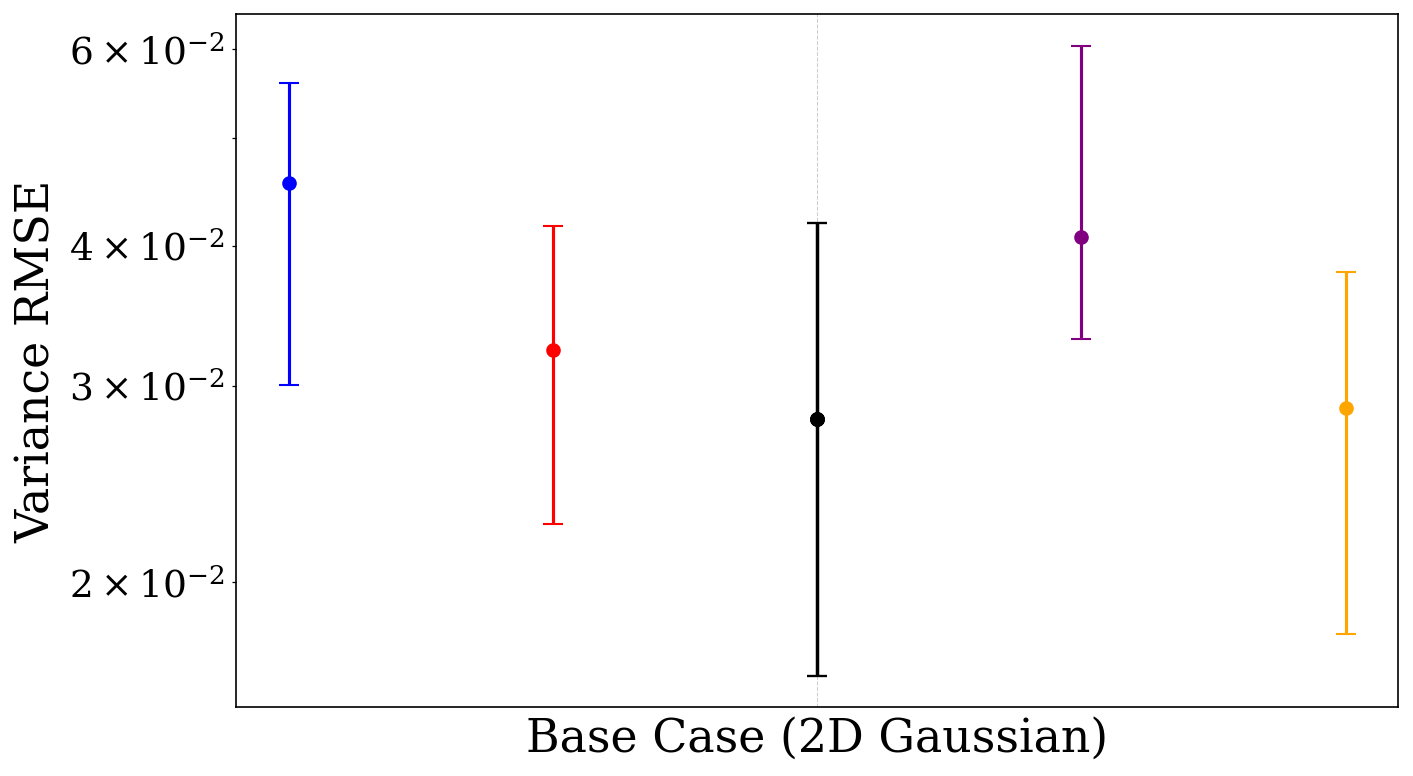 Variance RMSE
6 × 10⁻²
4 × 10⁻²
3 × 10⁻²
2 × 10⁻²
Base Case (2D Gaussian)